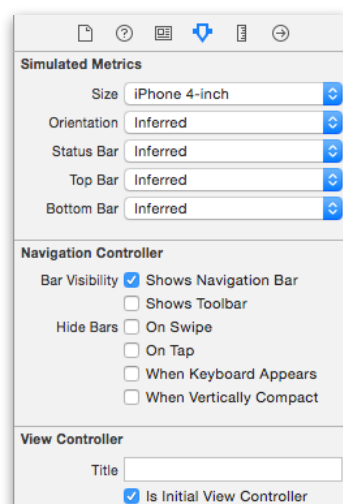 Simulated Metrics
Size iPhone 4-inch
Orientation Inferred
Status Bar Inferred
Top Bar Inferred
Bottom Bar Inferred
Navigation Controller
Bar Visibility Shows Navigation Bar
Shows Toolbar
Hide Bars On Swipe
On Tap
When Keyboard Appears
When Vertically Compact
View Controller
Title
Is Initial View Controller